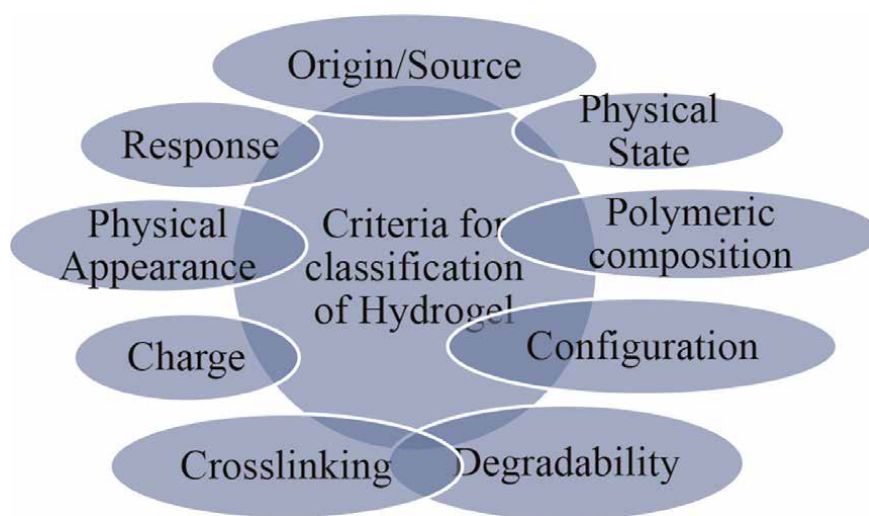 Origin/Source
Physical
State
Response
Polymeric
composition
Physical
Appearance
Criteria for
classification
of Hydrogel
Configuration
Charge
Degradability
Crosslinking